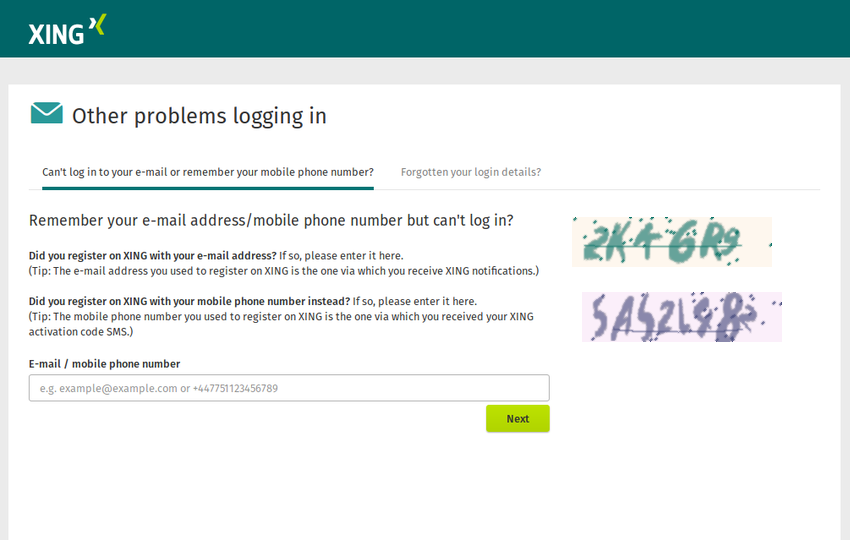 XING
Other problems logging in
Can't log in to your e-mail or remember your mobile phone number?
Forgotten your login details?
Remember your e-mail address/mobile phone number but can't log in?
Did you register on XING with your e-mail address? If so, please enter it here.
(Tip: The e-mail address you used to register on XING is the one via which you receive XING notifications.)
Did you register on XING with your mobile phone number instead? If so, please enter it here.
(Tip: The mobile phone number you used to register on XING is the one via which you received your XING
activation code SMS.)
E-mail / mobile phone number
e.g. example@example.com or +447751123456789
Next